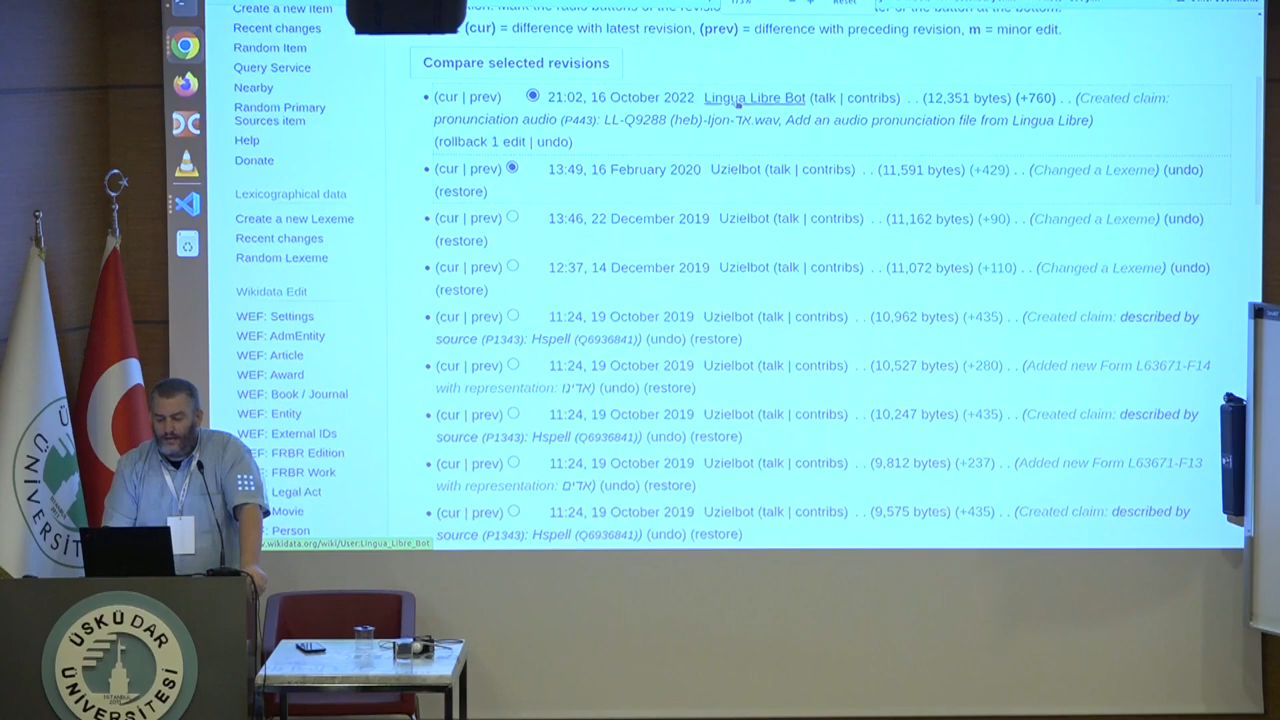 Create a new Item
Recent changes
Random Item
Query Service
Nearby
Random Primary
Sources item
Help
Donate
Lexicographical data
Create a new Lexeme
Recent changes
Random Lexeme
Wikidata Edit
WEF: Settings
WEF: AdmEntity
WEF: Article
WEF: Award
WEF: Book / Journal
WEF: Entity
WEF: External IDs
WEF: FRBR Edition
WEF: FRBR Work
Legal Act
Movie
Person
w.wikidata.org/wiki/User:Lingua_Libre_Bot
(cur) = difference with latest revision, (prev) = difference with preceding revision, m = minor edit.
Compare selected revisions
• (cur | prev) 21:02, 16 October 2022 Lingua Libre Bot (talk | contribs) . . (12,351 bytes) (+760) . . (Created claim:
pronunciation audio (P443): LL-Q9288 (heb)-Ijon-אד.wav, Add an audio pronunciation file from Lingua Libre)
(rollback 1 edit | undo)
• (cur | prev) 13:49, 16 February 2020 Uzielbot (talk | contribs) . . (11,591 bytes) (+429) . . (Changed a Lexeme) (undo)
(restore)
• (cur | prev) 13:46, 22 December 2019 Uzielbot (talk | contribs) . . (11,162 bytes) (+90) . . (Changed a Lexeme) (undo)
(restore)
• (cur | prev) 12:37, 14 December 2019 Uzielbot (talk | contribs) . . (11,072 bytes) (+110) . . (Changed a Lexeme) (undo)
(restore)
• (cur | prev) 11:24, 19 October 2019 Uzielbot (talk | contribs) . . (10,962 bytes) (+435) . . (Created claim: described by
source (P1343): Hspell (Q6936841)) (undo) (restore)
• (cur | prev) 11:24, 19 October 2019 Uzielbot (talk | contribs) . . (10,527 bytes) (+280) . . (Added new Form L63671-F14
with representation: אדינו) (undo) (restore)
• (cur | prev) 11:24, 19 October 2019 Uzielbot (talk | contribs) . . (10,247 bytes) (+435) . . (Created claim: described by
source (P1343): Hspell (Q6936841)) (undo) (restore)
• (cur | prev) 11:24, 19 October 2019 Uzielbot (talk | contribs) . . (9,812 bytes) (+237) . . (Added new Form L63671-F13
with representation: אדים) (undo) (restore)
• (cur | prev) 11:24, 19 October 2019 Uzielbot (talk | contribs) . . (9,575 bytes) (+435) . . (Created claim: described by
source (P1343): Hspell (Q6936841)) (undo) (restore)
ÜSKÜDAR
ÜNİVERSİTESİ
İSTANBUL